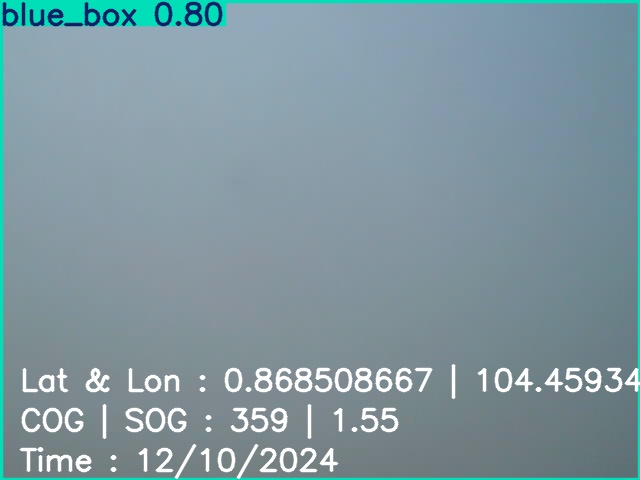 blue_box 0.80
Lat & Lon : 0.868508667 | 104.45934
COG | SOG : 359 | 1.55
Time : 12/10/2024